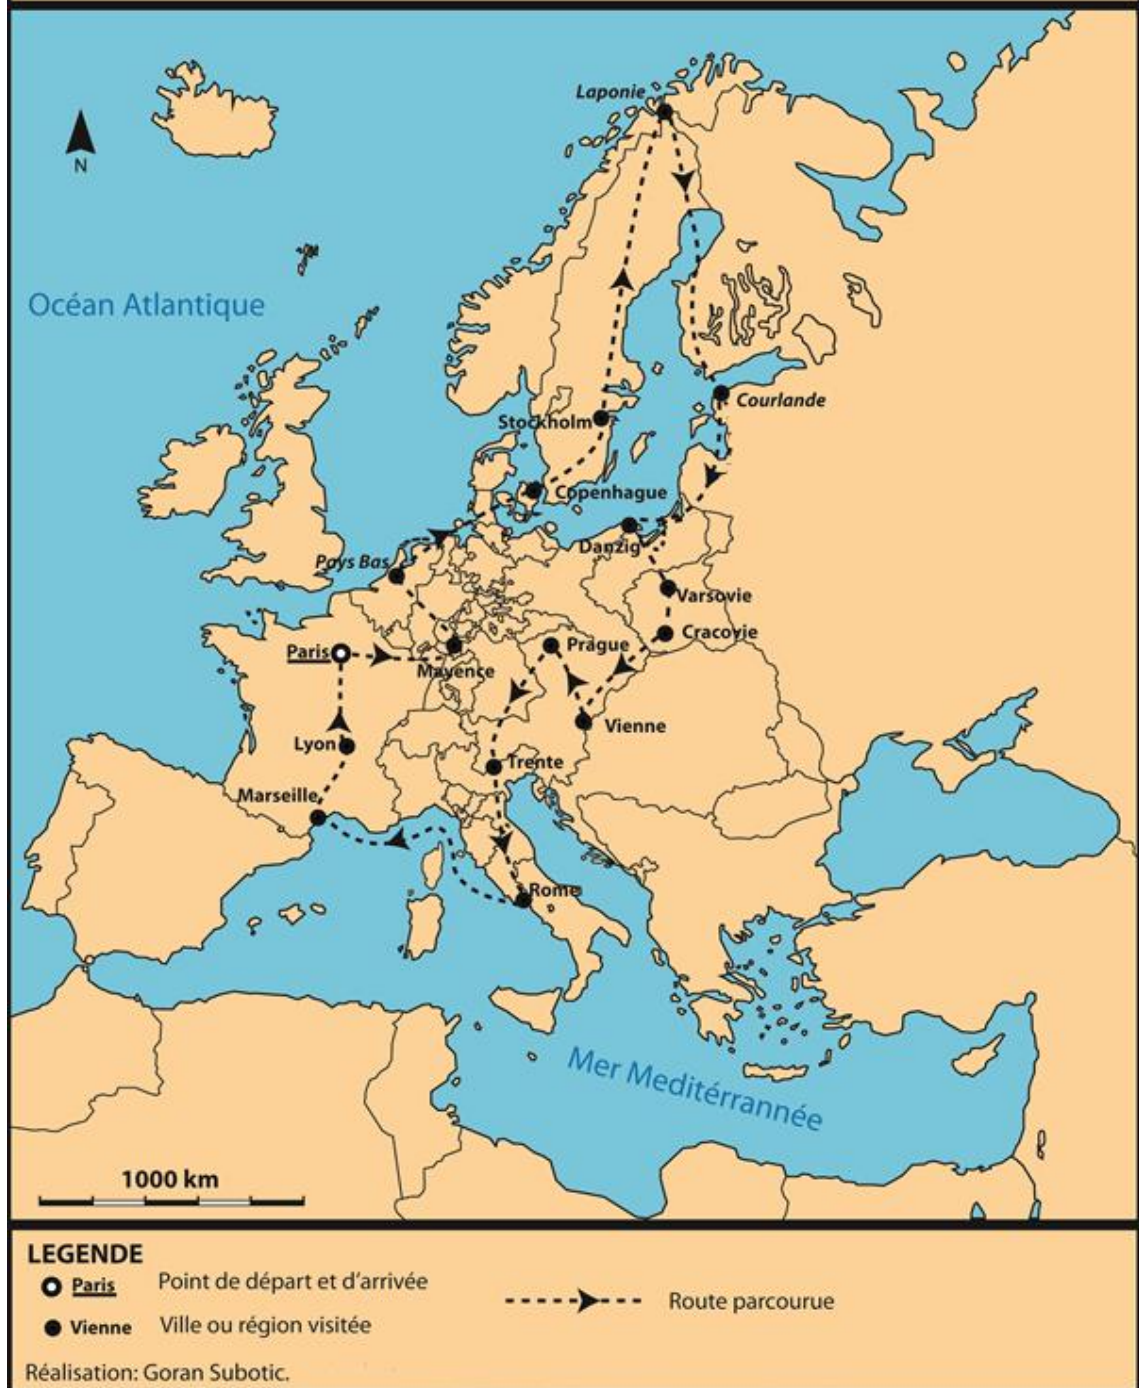 Laponie
N
Océan Atlantique
Courlande
Stockholm
Copenhague
Danzig
Pays Bas
Varsovie
Cracovie
Paris
Prague
Mayence
Vienne
Lyon
Trente
Marseille
Rome
Mer Meditérrannée
1000 km
LEGENDE
Paris Point de départ et d'arrivée
Route parcourue
Vienne Ville ou région visitée
Réalisation: Goran Subotic.